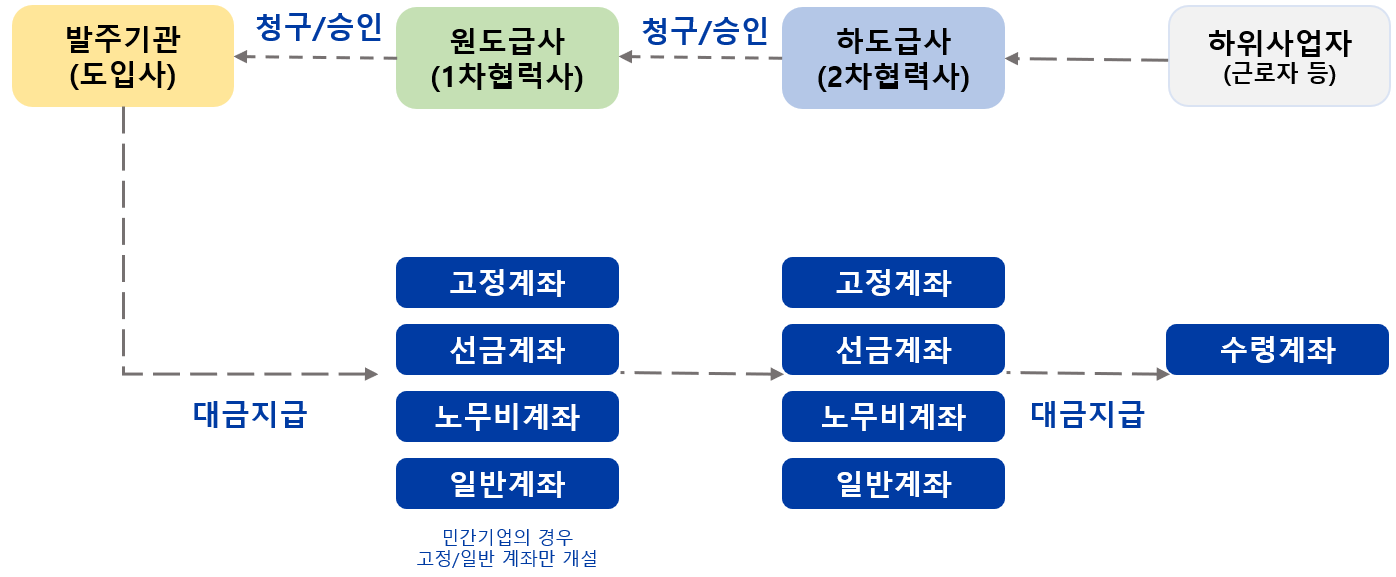 발주기관
(도입사)
청구/승인
원도급사
(1차협력사)
청구/승인
하도급사
(2차협력사)
하위사업자
(근로자 등)
고정계좌
고정계좌
선금계좌
선금계좌
수령계좌
대금지급
노무비계좌
노무비계좌
대금지급
일반계좌
일반계좌
민간기업의 경우
고정/일반 계좌만 개설